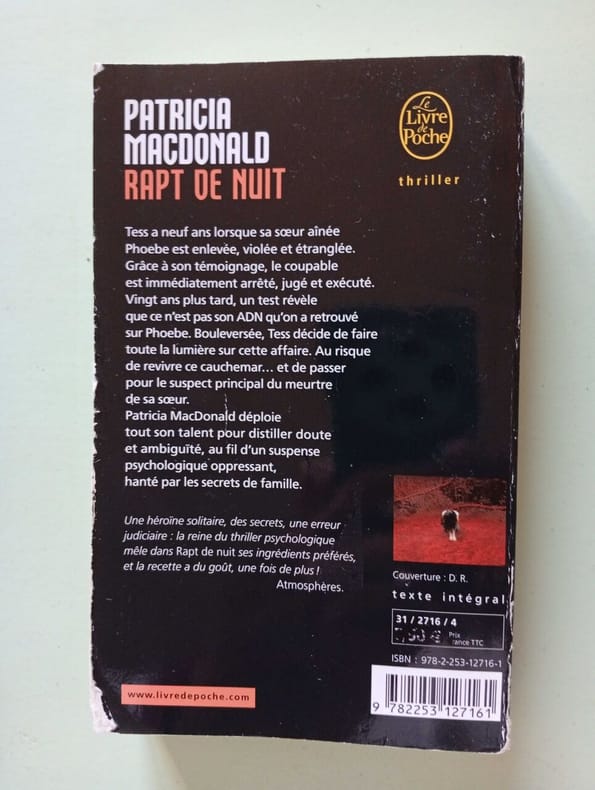 PATRICIA
MACDONALD
RAPT DE NUIT
Le
Livre
de
Poche
thriller
Tess a neuf ans lorsque sa sœur aînée
Phoebe est enlevée, violée et étranglée.
Grâce à son témoignage, le coupable
est immédiatement arrêté, jugé et exécuté.
Vingt ans plus tard, un test révèle
que ce n'est pas son ADN qu'on a retrouvé
sur Phoebe. Bouleversée, Tess décide de faire
toute la lumière sur cette affaire. Au risque
de revivre ce cauchemar... et de passer
pour le suspect principal du meurtre
de sa sœur.
Patricia MacDonald déploie
tout son talent pour distiller doute
et ambiguïté, au fil d'un suspense
psychologique oppressant,
hanté par les secrets de famille.
Une héroïne solitaire, des secrets, une erreur
judiciaire : la reine du thriller psychologique
mêle dans Rapt de nuit ses ingrédients préférés,
et la recette a du goût, une fois de plus !
Atmosphères.
Couverture : D. R.
texte intégral
31 / 2716 / 4
€ Prix
rance TTC
ISBN : 978-2-253-12716-1
9 782253 127161
www.livredepoche.com